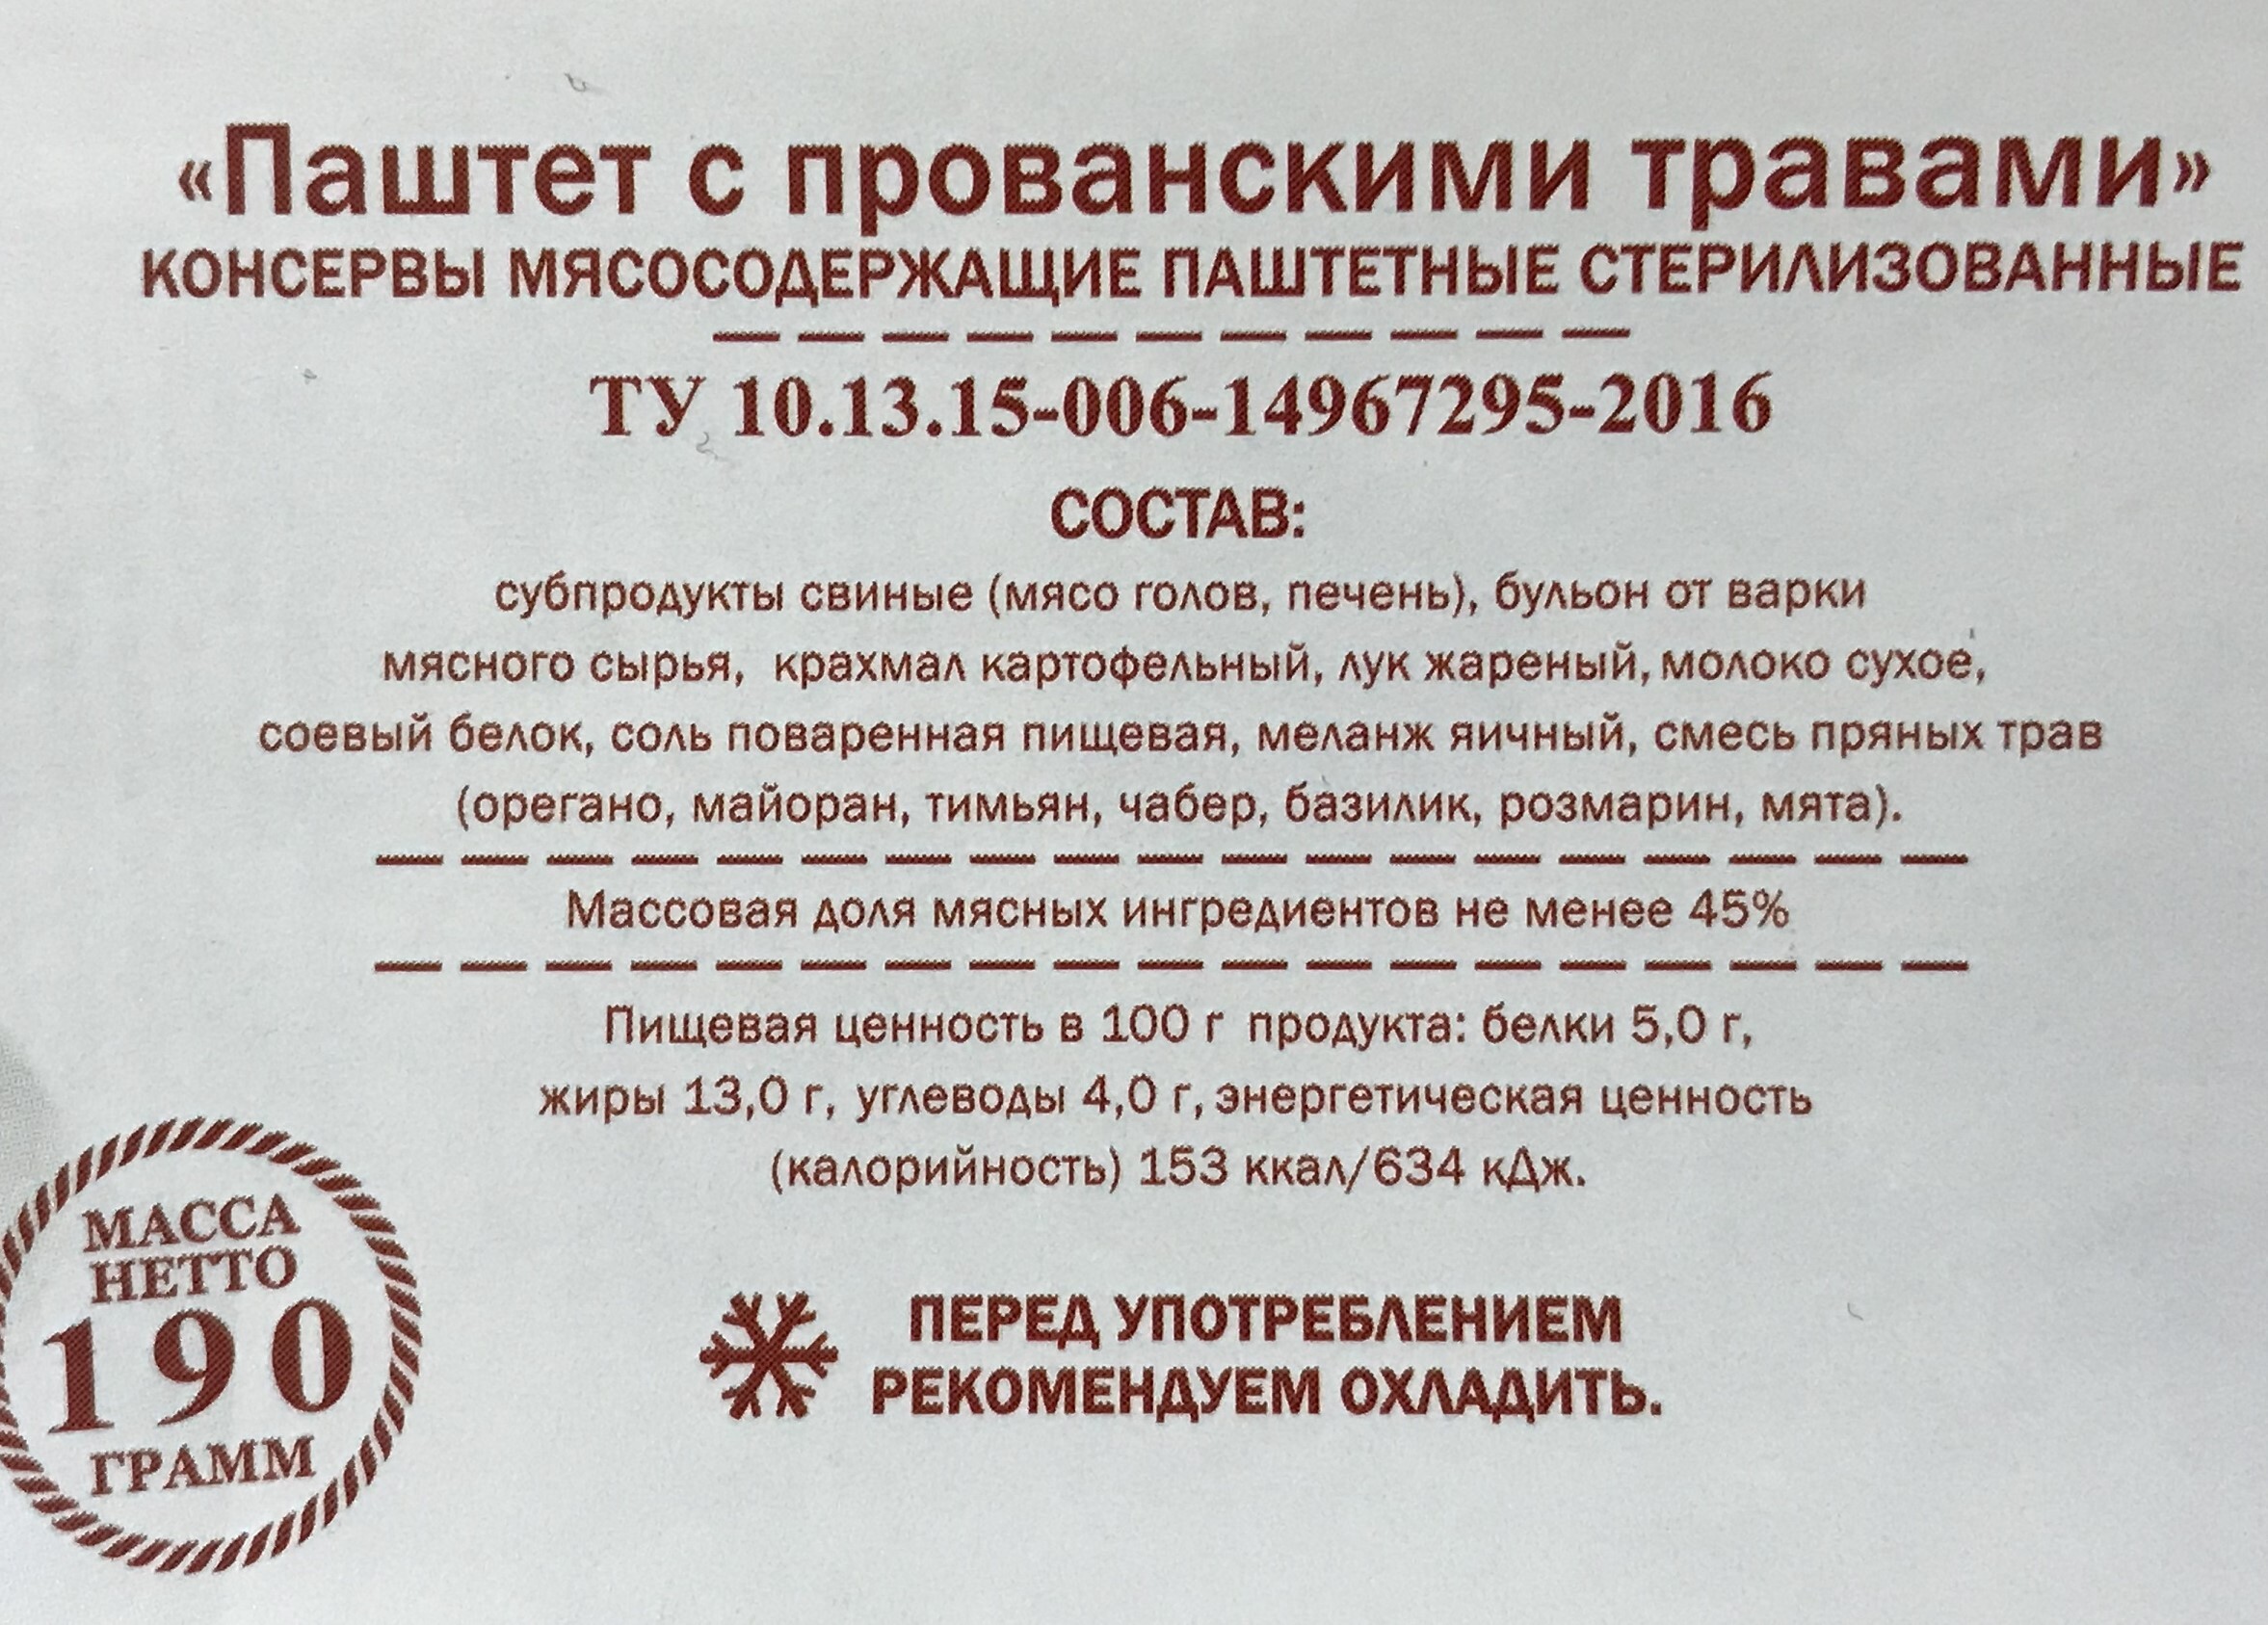 «Паштет с прованскими травами»
КОНСЕРВЫ МЯСОСОДЕРЖАЩИЕ ПАШТЕТНЫЕ СТЕРИЛИЗОВАННЫЕ
ТУ 10.13.15-006-14967295-2016
СОСТАВ:
субпродукты свиные (мясо голов, печень), бульон от варки
мясного сырья, крахмал картофельный, лук жареный, молоко сухое,
соевый белок, соль поваренная пищевая, меланж яичный, смесь пряных трав
(орегано, майоран, тимьян, чабер, базилик, розмарин, мята).
Массовая доля мясных ингредиентов не менее 45%
Пищевая ценность в 100 г продукта: белки 5,0 г,
жиры 13,0 г, углеводы 4,0 г, энергетическая ценность
(калорийность) 153 ккал/634 кДж.
МАССА
НЕТТО
190
ГРАММ
ПЕРЕД УПОТРЕБЛЕНИЕМ
РЕКОМЕНДУЕМ ОХЛАДИТЬ.